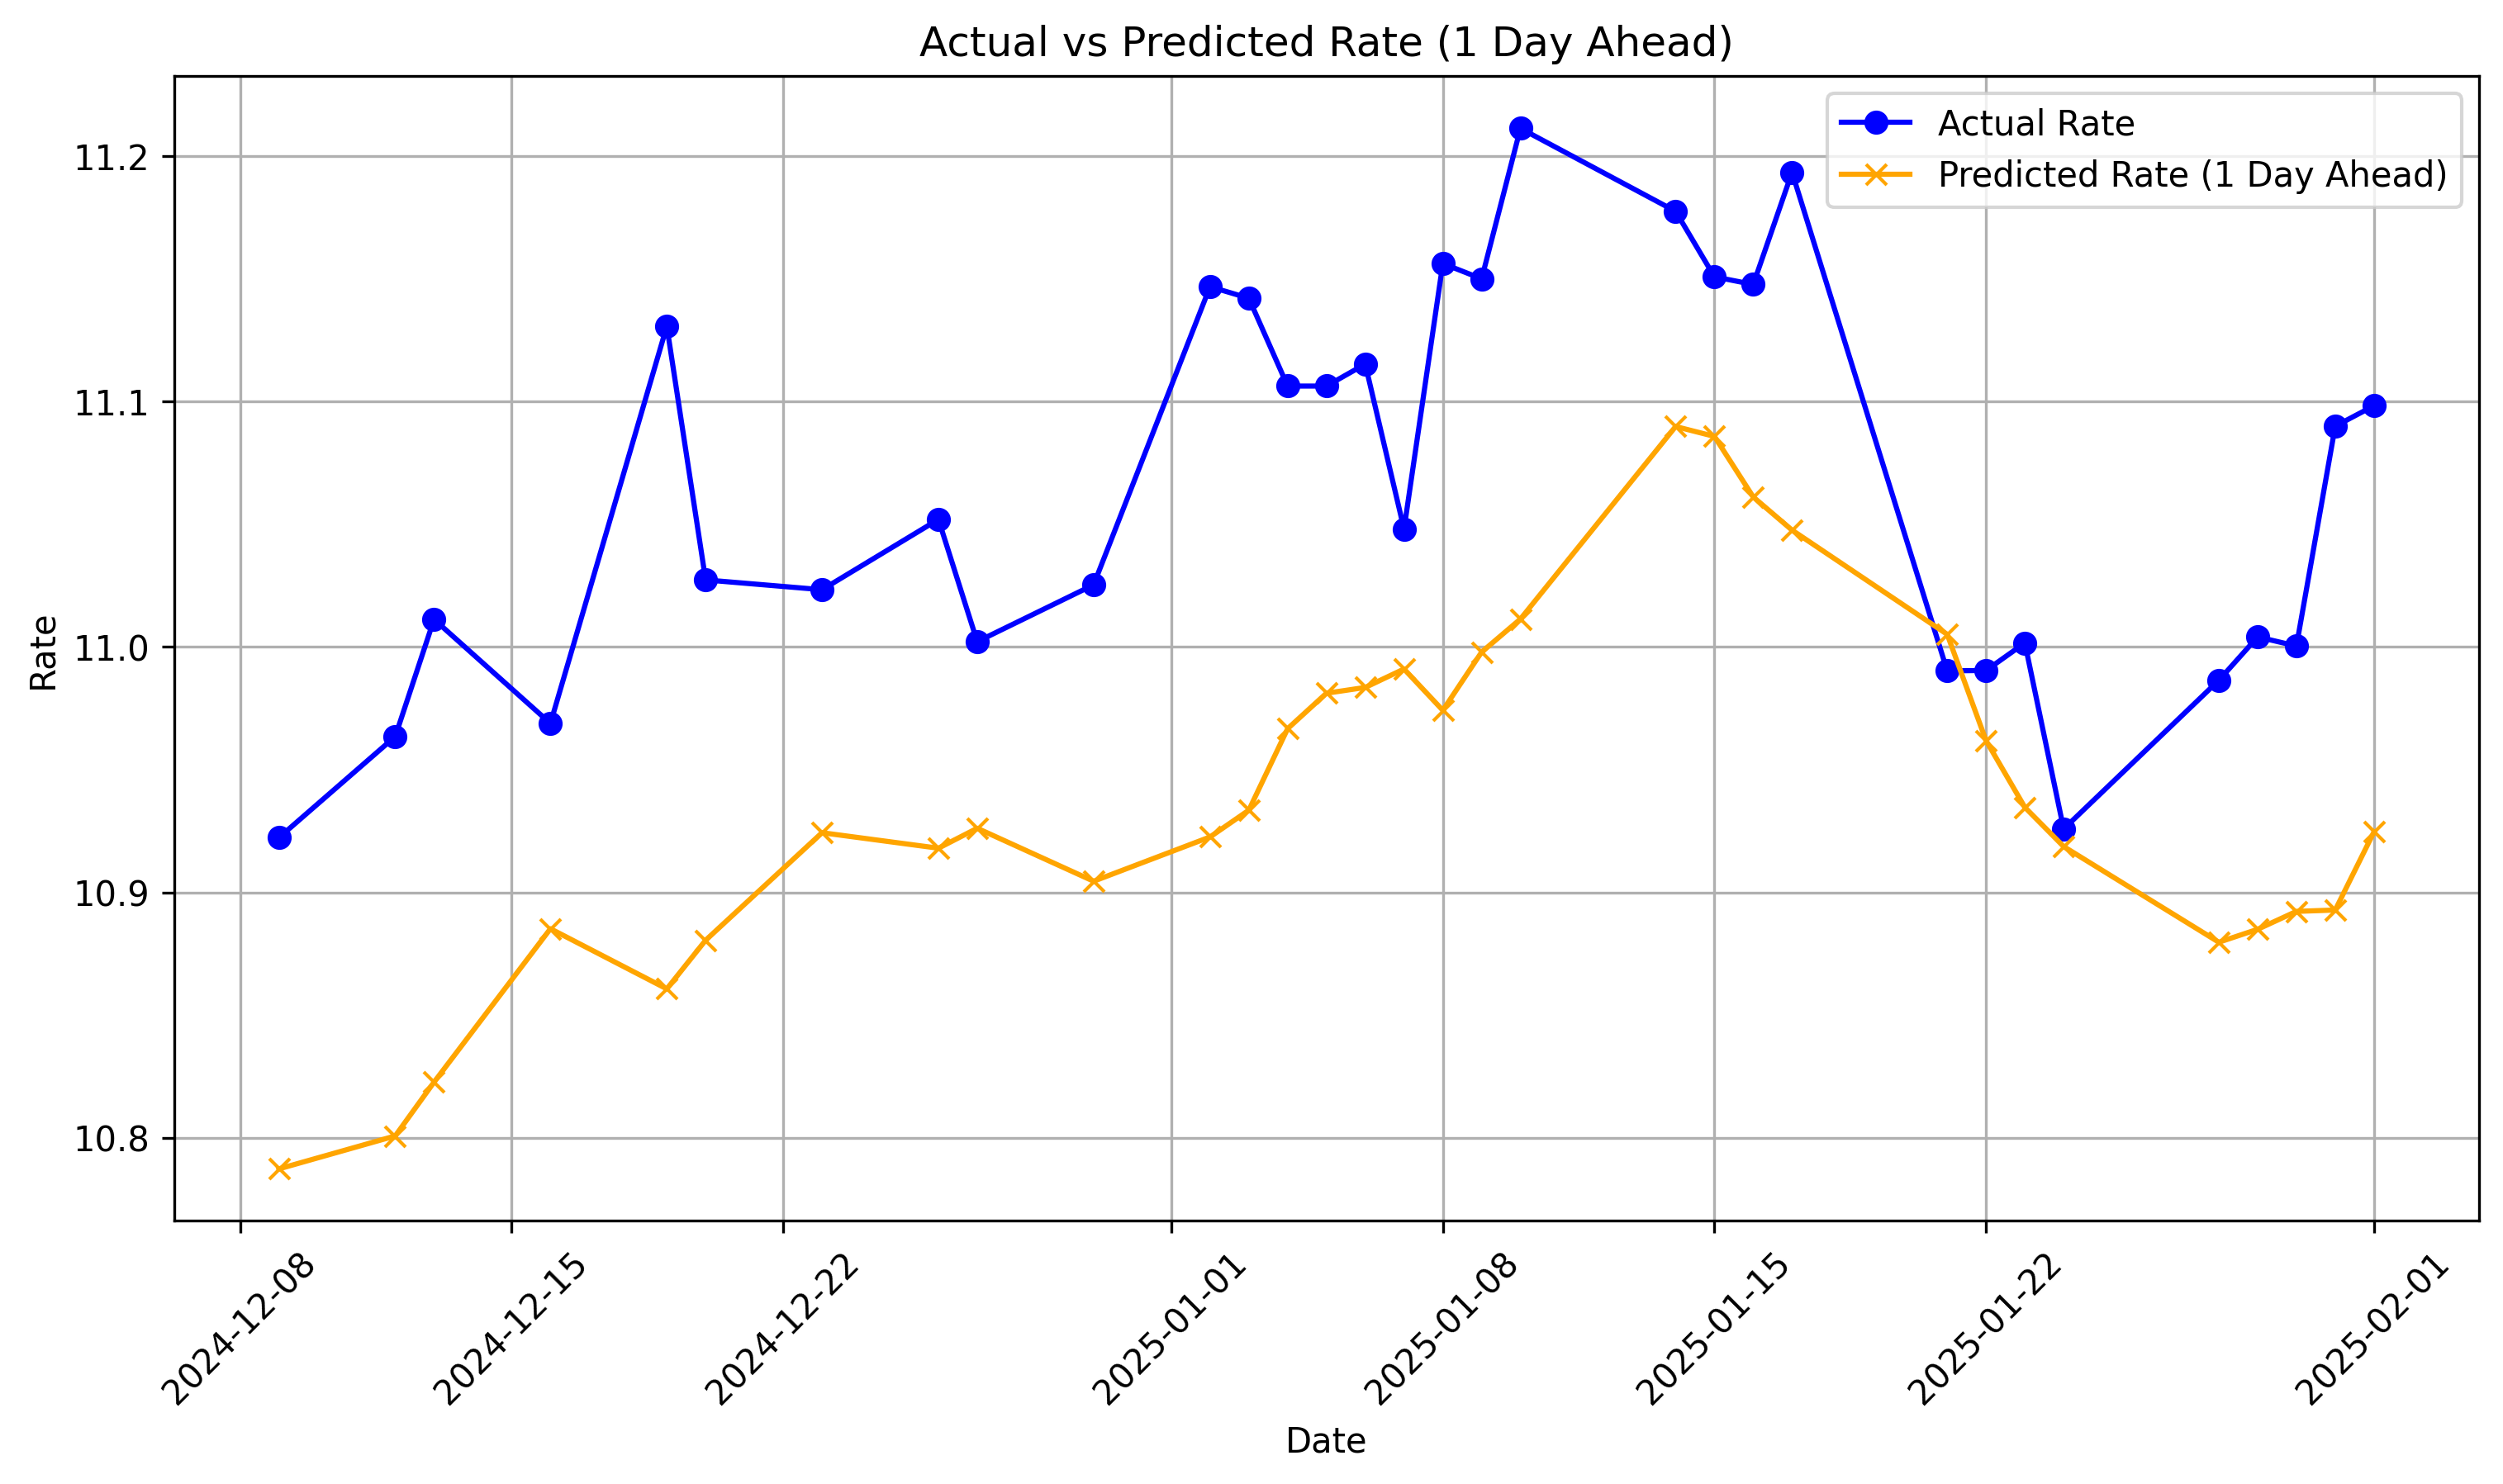 Actual vs Predicted Rate (1 Day Ahead)
Actual Rate
Predicted Rate (1 Day Ahead)
11.2
11.1
11.0
10.9
10.8
Rate
2024-12-08
2024-12-15
2024-12-22
2025-01-01
2025-01-08
2025-01-15
2025-01-22
2025-02-01
Date